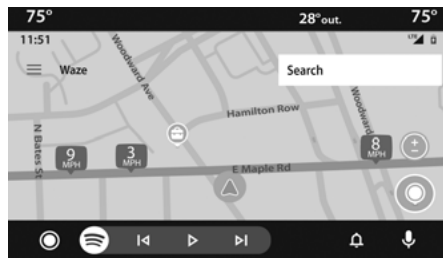 75°
28° out.
75°
11:51
LTE
Waze
Search
Woodward Ave
Hamilton Row
Woodward
N Bates St
9
MPH
3
MPH
8
MPH
E Maple Rd